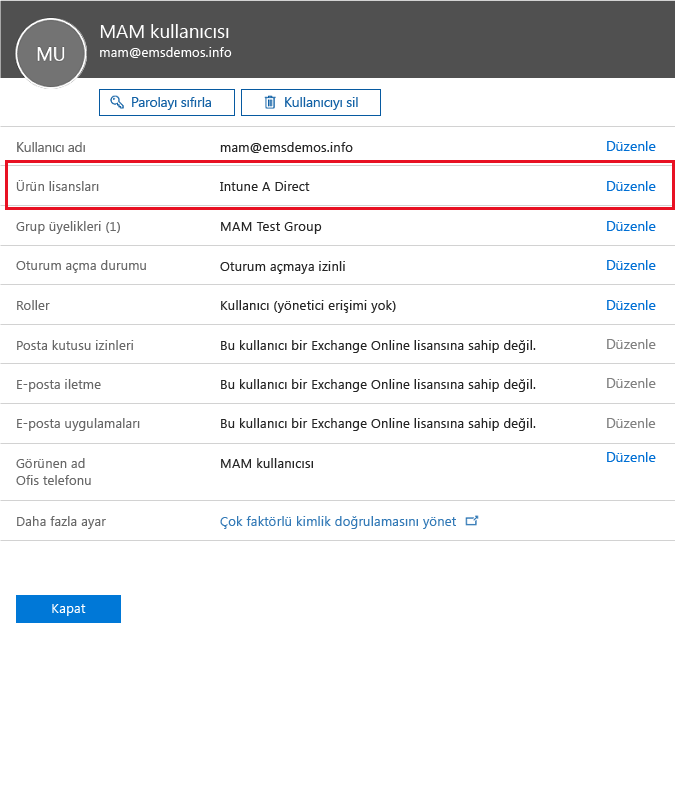 MU
MAM kullanıcısı
mam@emsdemos.info
Parolayı sıfırla
Kullanıcıyı sil
Kullanıcı adı mam@emsdemos.info Düzenle
Ürün lisansları Intune A Direct Düzenle
Grup üyelikleri (1) MAM Test Group Düzenle
Oturum açma durumu Oturum açmaya izinli Düzenle
Roller Kullanıcı (yönetici erişimi yok) Düzenle
Posta kutusu izinleri Bu kullanıcı bir Exchange Online lisansına sahip değil. Düzenle
E-posta iletme Bu kullanıcı bir Exchange Online lisansına sahip değil. Düzenle
E-posta uygulamaları Bu kullanıcı bir Exchange Online lisansına sahip değil. Düzenle
Görünen ad MAM kullanıcısı Düzenle
Ofis telefonu
Daha fazla ayar Çok faktörlü kimlik doğrulamasını yönet
Kapat